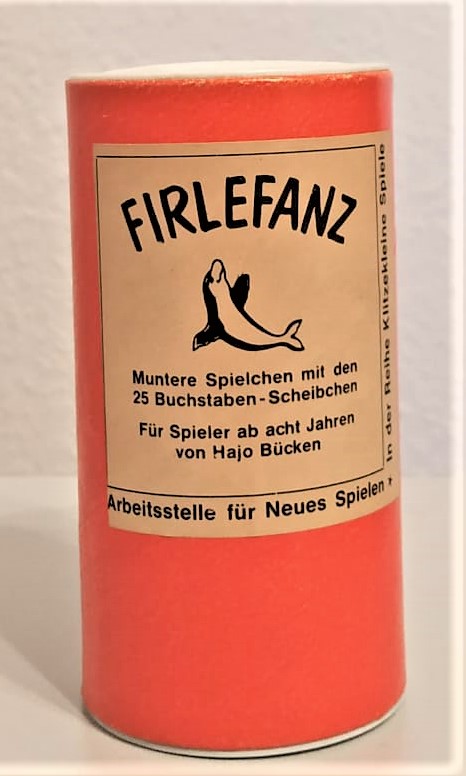 FIRLEFANZ
Muntere Spielchen mit den
25 Buchstaben-Scheibchen
Für Spieler ab acht Jahren
von Hajo Bücken
Arbeitsstelle für Neues Spielen *
In der Reihe Klitzekleine Spiele